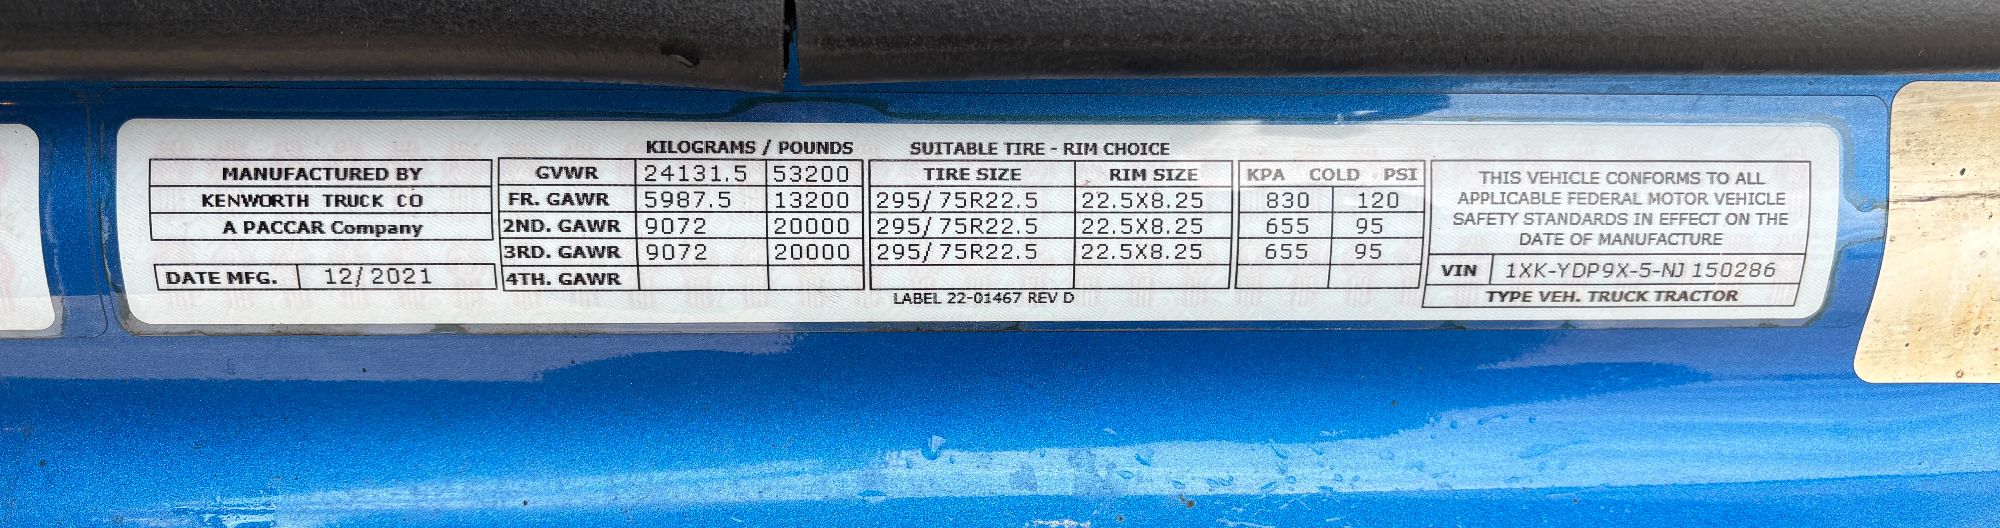 KILOGRAMS / POUNDS SUITABLE TIRE - RIM CHOICE
MANUFACTURED BY GVWR 24131.5 53200 TIRE SIZE RIM SIZE KPA COLD PSI
KENWORTH TRUCK CO FR. GAWR 5987.5 13200 295/75R22.5 22.5X8.25 830 120
A PACCAR Company 2ND. GAWR 9072 20000 295/75R22.5 22.5X8.25 655 95
3RD. GAWR 9072 20000 295/75R22.5 22.5X8.25 655 95
DATE MFG. 12/2021 4TH. GAWR
LABEL 22-01467 REV D
THIS VEHICLE CONFORMS TO ALL
APPLICABLE FEDERAL MOTOR VEHICLE
SAFETY STANDARDS IN EFFECT ON THE
DATE OF MANUFACTURE
VIN 1XK-YDP9X-5-NJ 150286
TYPE VEH. TRUCK TRACTOR